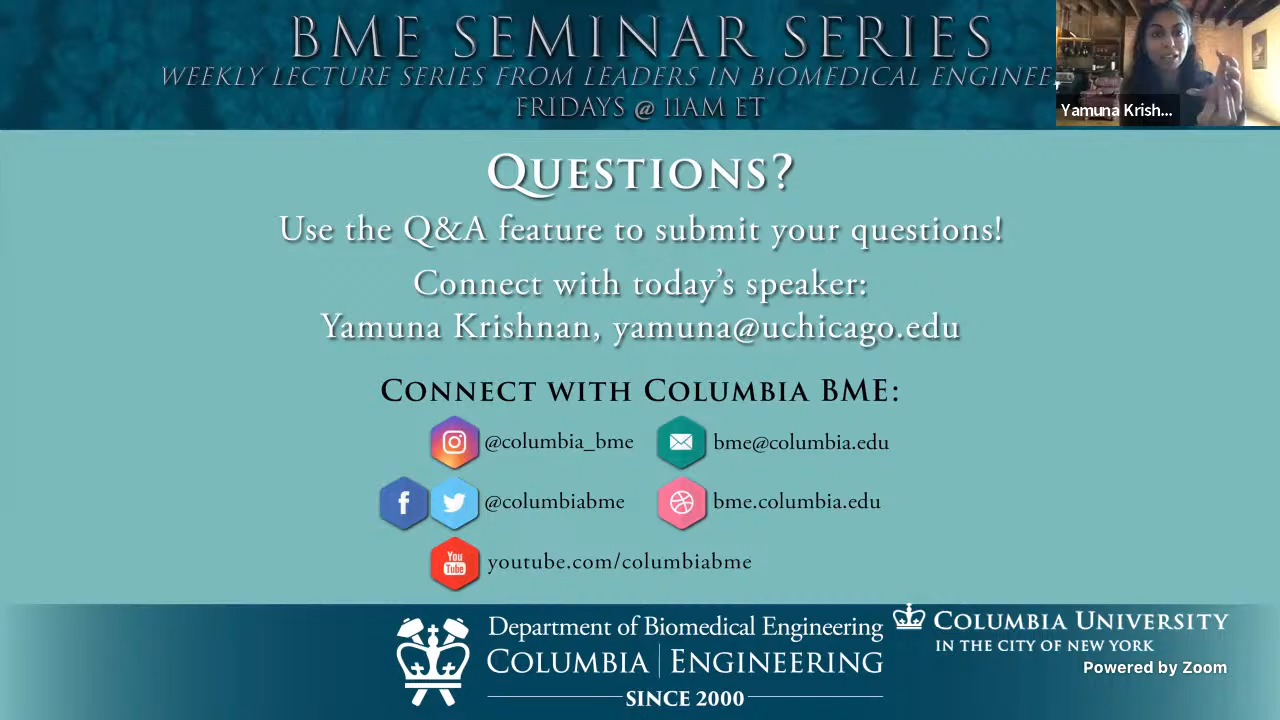 BME SEMINAR SERIES
WEEKLY LECTURE SERIES FROM LEADERS IN BIOMEDICAL ENGINEE
FRIDAYS @ 11AM ET
Yamuna Krish...
QUESTIONS?
Use the Q&A feature to submit your questions!
Connect with today's speaker:
Yamuna Krishnan, yamuna@uchicago.edu
CONNECT WITH COLUMBIA BME:
@columbia_bme
bme@columbia.edu
f
@columbiabme
bme.columbia.edu
You
Tube
youtube.com/columbiabme
Department of Biomedical Engineering
COLUMBIA | ENGINEERING
SINCE 2000
COLUMBIA UNIVERSITY
IN THE CITY OF NEW YORK
Powered by Zoom